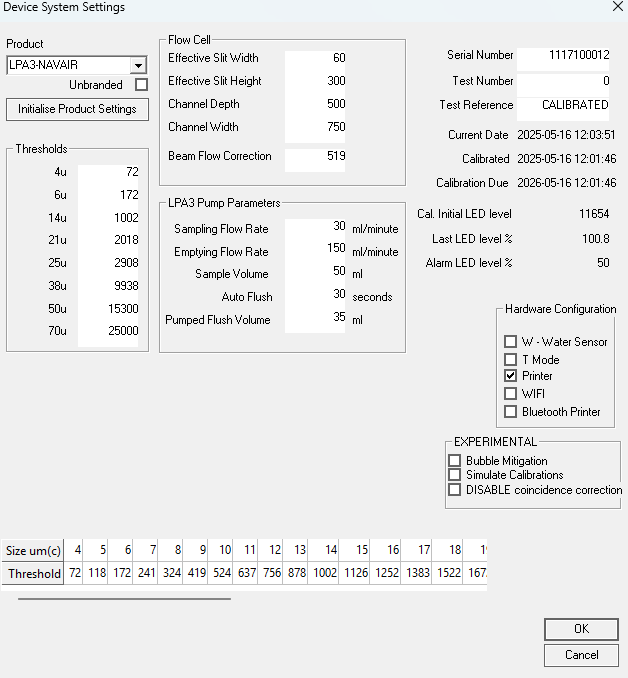 Device System Settings
Product
LPA3-NAVAIR
Unbranded
Initialise Product Settings
Thresholds
4u 72
6u 172
14u 1002
21u 2018
25u 2908
38u 9938
50u 15300
70u 25000
Flow Cell
Effective Slit Width 60
Effective Slit Height 300
Channel Depth 500
Channel Width 750
Beam Flow Correction 519
LPA3 Pump Parameters
Sampling Flow Rate 30 ml/minute
Emptying Flow Rate 150 ml/minute
Sample Volume 50 ml
Auto Flush 30 seconds
Pumped Flush Volume 35 ml
Serial Number 1117100012
Test Number 0
Test Reference CALIBRATED
Current Date 2025-05-16 12:03:51
Calibrated 2025-05-16 12:01:46
Calibration Due 2026-05-16 12:01:46
Cal. Initial LED level 11654
Last LED level % 100.8
Alarm LED level % 50
Hardware Configuration
W - Water Sensor
T Mode
Printer
WIFI
Bluetooth Printer
EXPERIMENTAL
Bubble Mitigation
Simulate Calibrations
DISABLE coincidence correction
Size um(c) 4 5 6 7 8 9 10 11 12 13 14 15 16 17 18
Threshold 72 118 172 241 324 419 524 637 756 878 1002 1126 1252 1383 1522
OK
Cancel